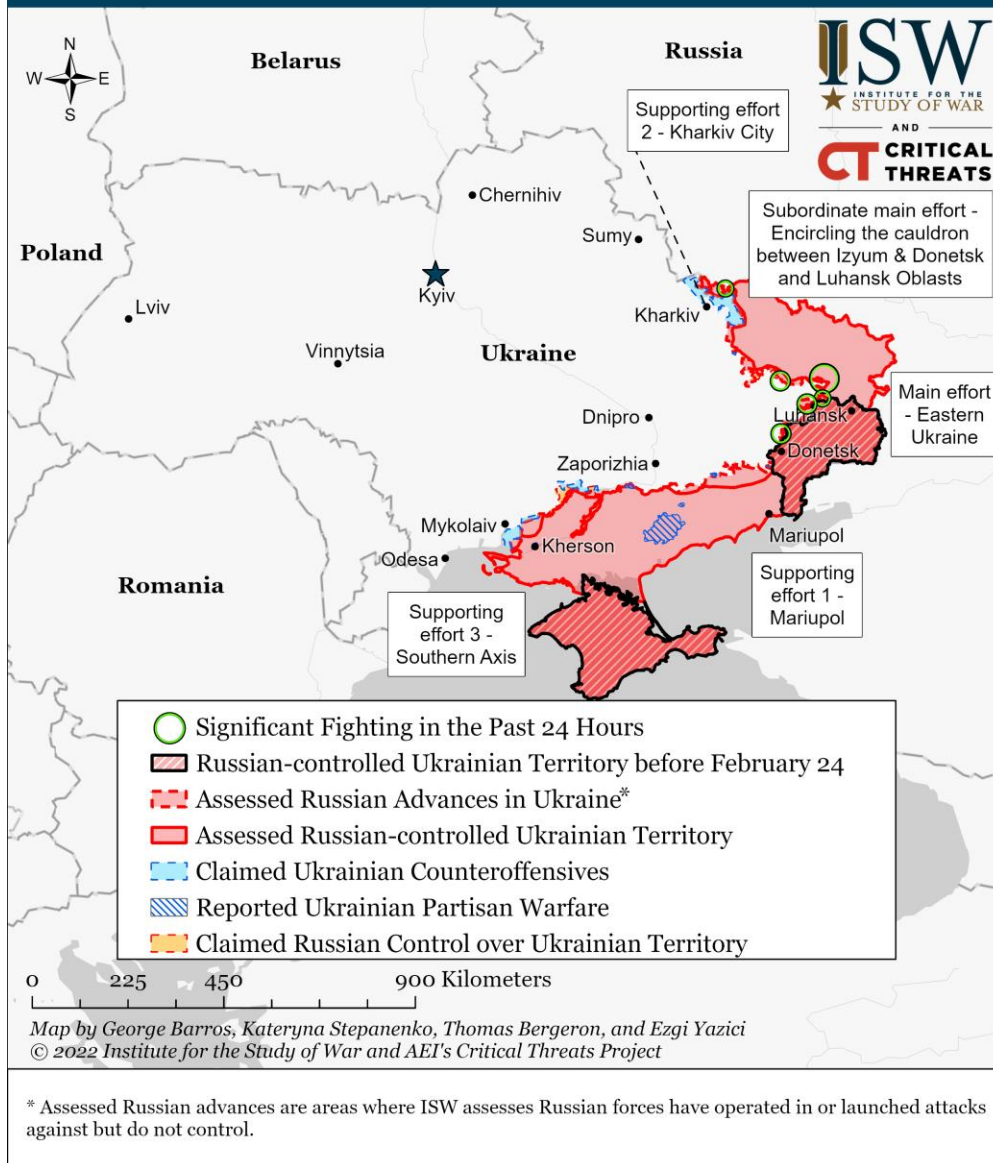 N
W
E
S
Belarus
Russia
ISW
INSTITUTE FOR THE
STUDY OF WAR
AND
CT CRITICAL
THREATS
Supporting effort
2 - Kharkiv City
Chernihiv
Subordinate main effort -
Encircling the cauldron
between Izyum & Donetsk
and Luhansk Oblasts
Sumy
Poland
Kyiv
Lviv
Kharkiv
Vinnytsia
Ukraine
Main effort
- Eastern
Ukraine
Dnipro
Luhansk
Donetsk
Zaporizhia
Mykolaiv
Kherson
Mariupol
Odesa
Romania
Supporting
effort 1 -
Mariupol
Supporting
effort 3 -
Southern Axis
Significant Fighting in the Past 24 Hours
Russian-controlled Ukrainian Territory before February 24
Assessed Russian Advances in Ukraine*
Assessed Russian-controlled Ukrainian Territory
Claimed Ukrainian Counteroffensives
Reported Ukrainian Partisan Warfare
Claimed Russian Control over Ukrainian Territory
0 225 450 900 Kilometers
Map by George Barros, Kateryna Stepanenko, Thomas Bergeron, and Ezgi Yazici
© 2022 Institute for the Study of War and AEI's Critical Threats Project
* Assessed Russian advances are areas where ISW assesses Russian forces have operated in or launched attacks
against but do not control.